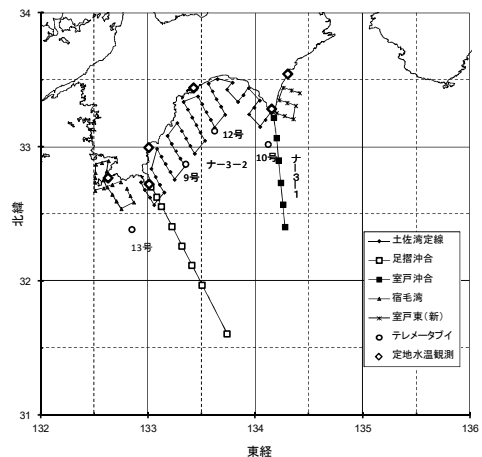 34
33
32
31
北緯
132
133
134
135
136
東経
12号
ナ－3－2
9号
10号
ナ－3－1
13号
土佐湾定線
足摺沖合
室戸沖合
宿毛湾
室戸東(新)
テレメータブイ
定地水温観測